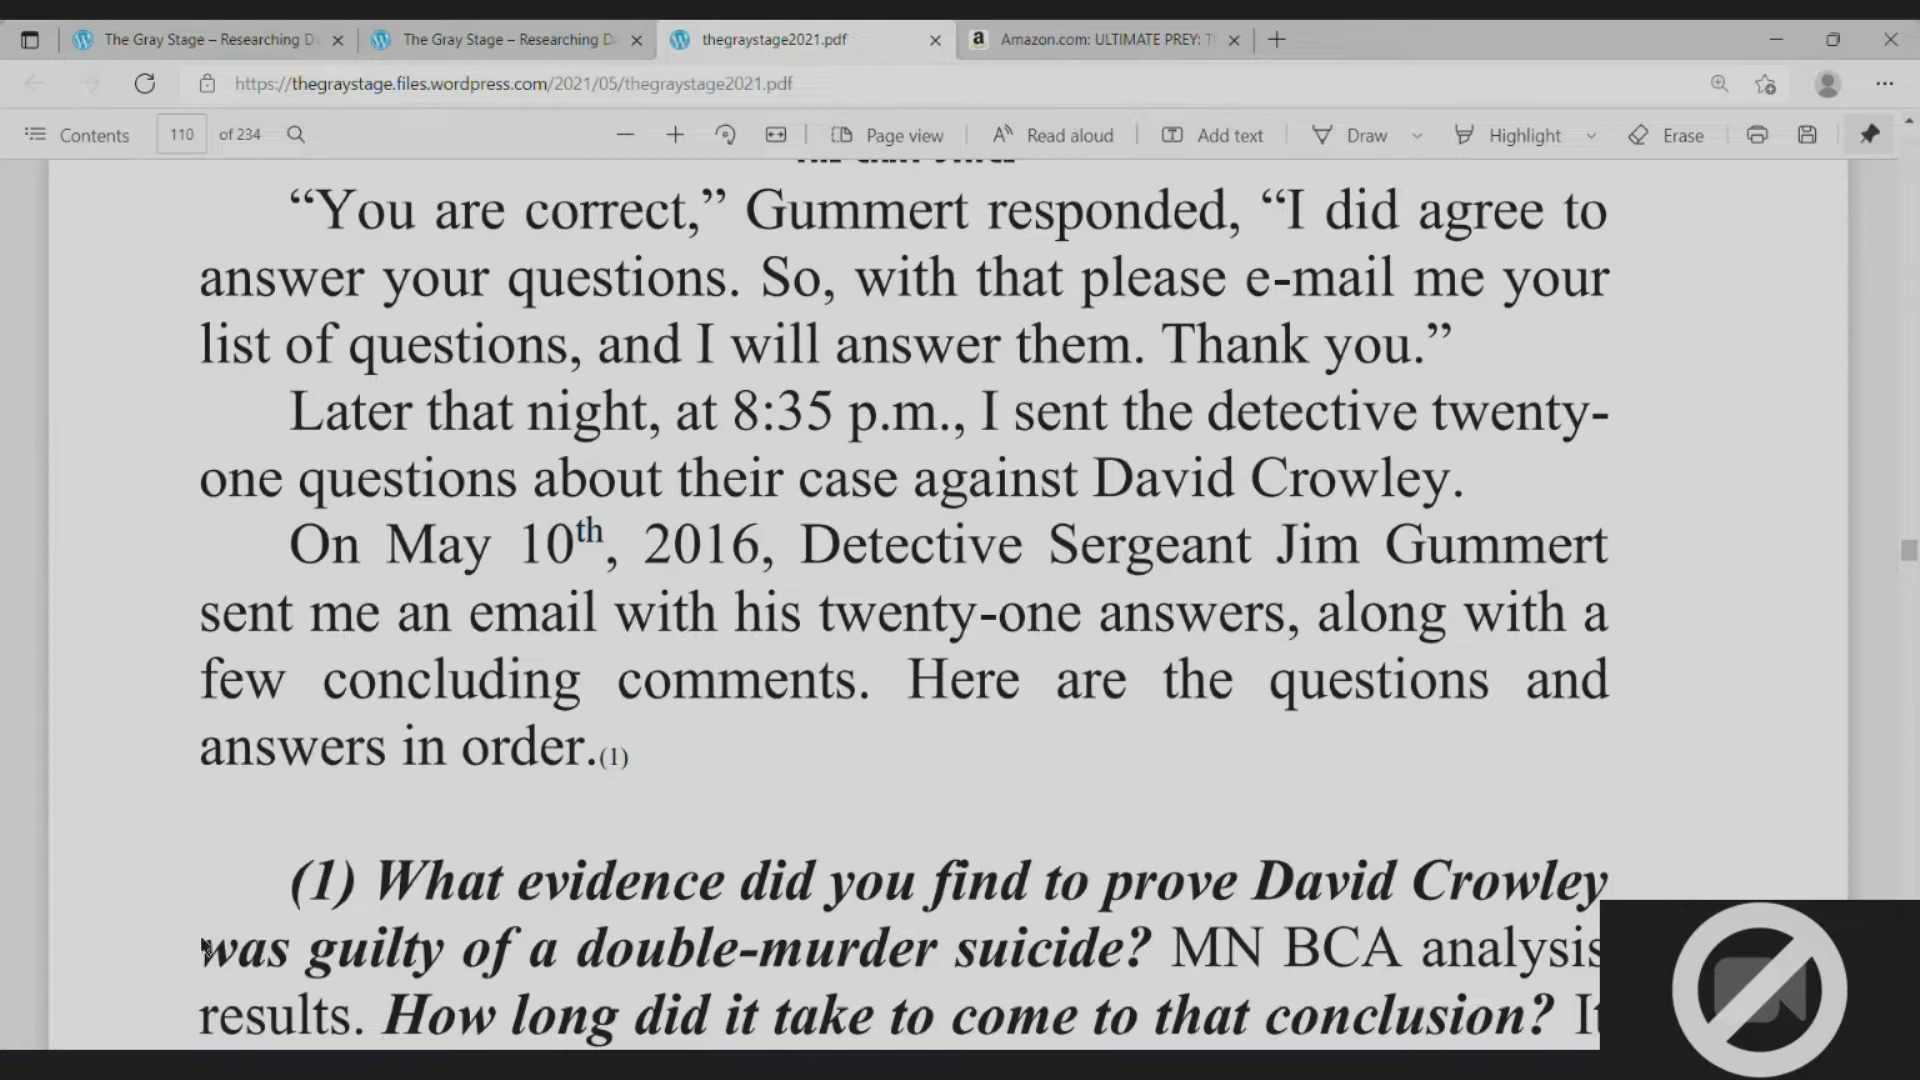 The Gray Stage – Researching D
The Gray Stage – Researching D
thegraystage2021.pdf
Amazon.com: ULTIMATE PREY: T
https://thegraystage.files.wordpress.com/2021/05/thegraystage2021.pdf
Contents 110 of 234 Page view Read aloud Add text Draw Highlight Erase
“You are correct,” Gummert responded, “I did agree to
answer your questions. So, with that please e-mail me your
list of questions, and I will answer them. Thank you.”
Later that night, at 8:35 p.m., I sent the detective twenty-
one questions about their case against David Crowley.
On May 10th, 2016, Detective Sergeant Jim Gummert
sent me an email with his twenty-one answers, along with a
few concluding comments. Here are the questions and
answers in order.(1)
(1) What evidence did you find to prove David Crowley
was guilty of a double-murder suicide? MN BCA analysis
results. How long did it take to come to that conclusion? It